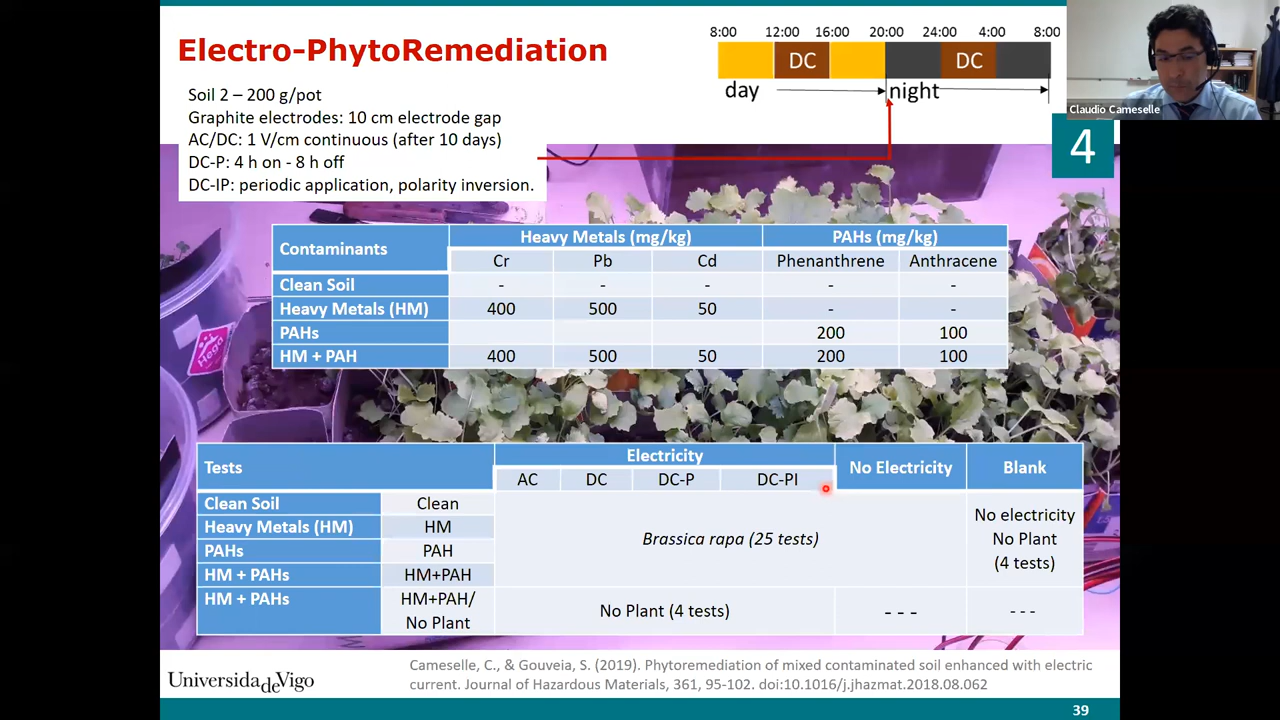 Electro-PhytoRemediation
8:00 12:00 16:00 20:00 24:00 4:00 8:00
DC DC
day night
Claudio Cameselle
Soil 2 – 200 g/pot
Graphite electrodes: 10 cm electrode gap
AC/DC: 1 V/cm continuous (after 10 days)
DC-P: 4 h on - 8 h off
DC-IP: periodic application, polarity inversion.
4
Contaminants Heavy Metals (mg/kg) PAHs (mg/kg)
Cr Pb Cd Phenanthrene Anthracene
Clean Soil - - - - -
Heavy Metals (HM) 400 500 50 - -
PAHs 200 100
HM + PAH 400 500 50 200 100
Hega
Tests Electricity No Electricity Blank
AC DC DC-P DC-PI
Clean Soil Clean
Heavy Metals (HM) HM
PAHs PAH
HM + PAHs HM+PAH
Brassica rapa (25 tests)
No electricity
No Plant
(4 tests)
HM + PAHs HM+PAH/
No Plant
No Plant (4 tests) - - - - - -
Universidade Vigo
Cameselle, C., & Gouveia, S. (2019). Phytoremediation of mixed contaminated soil enhanced with electric
current. Journal of Hazardous Materials, 361, 95-102. doi:10.1016/j.jhazmat.2018.08.062
39